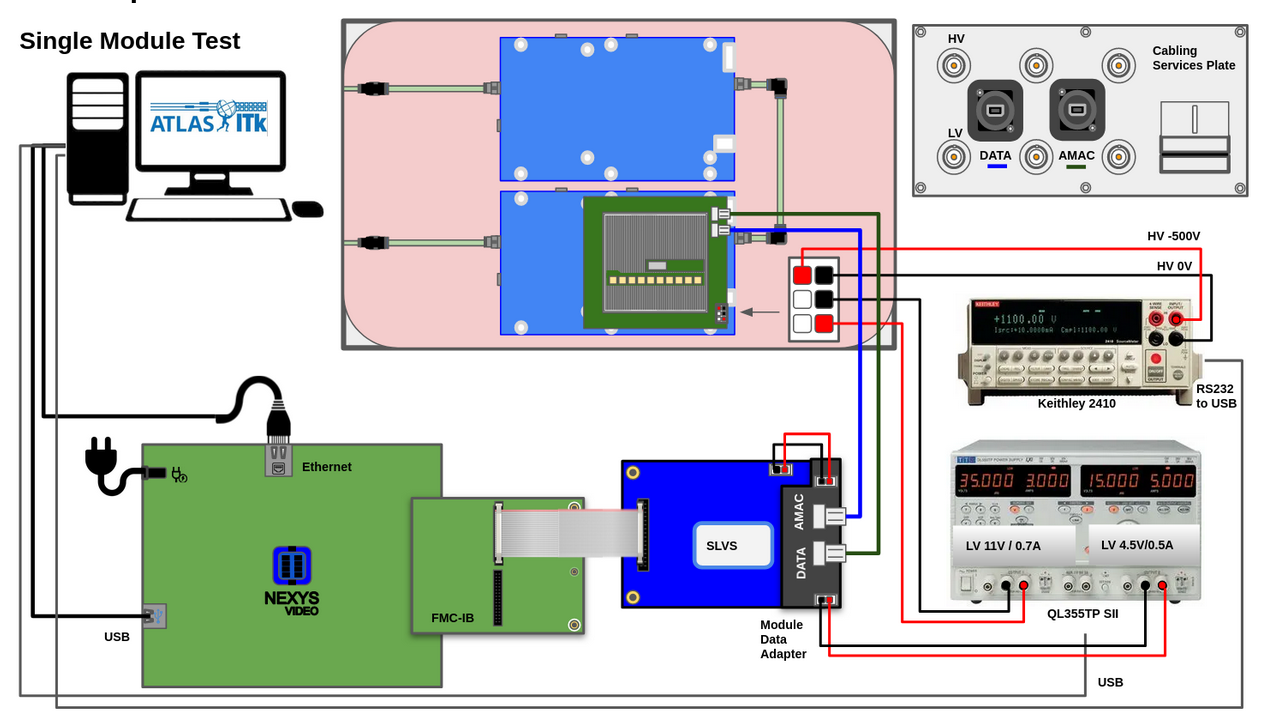 Single Module Test
ATLAS ITk
HV
Cabling
Services Plate
LV
DATA
AMAC
HV -500V
HV 0V
KEITHLEY
+1100.00 V
Isrc:+10.0000mA Cmpl:1100.00 V
RS232
to USB
Keithley 2410
Ethernet
35.000 3.000 15.000 5.000
LV 11V / 0.7A
LV 4.5V/0.5A
QL355TP SII
AMAC
DATA
SLVS
NEXYS
VIDEO
FMC-IB
USB
Module
Data
Adapter
USB